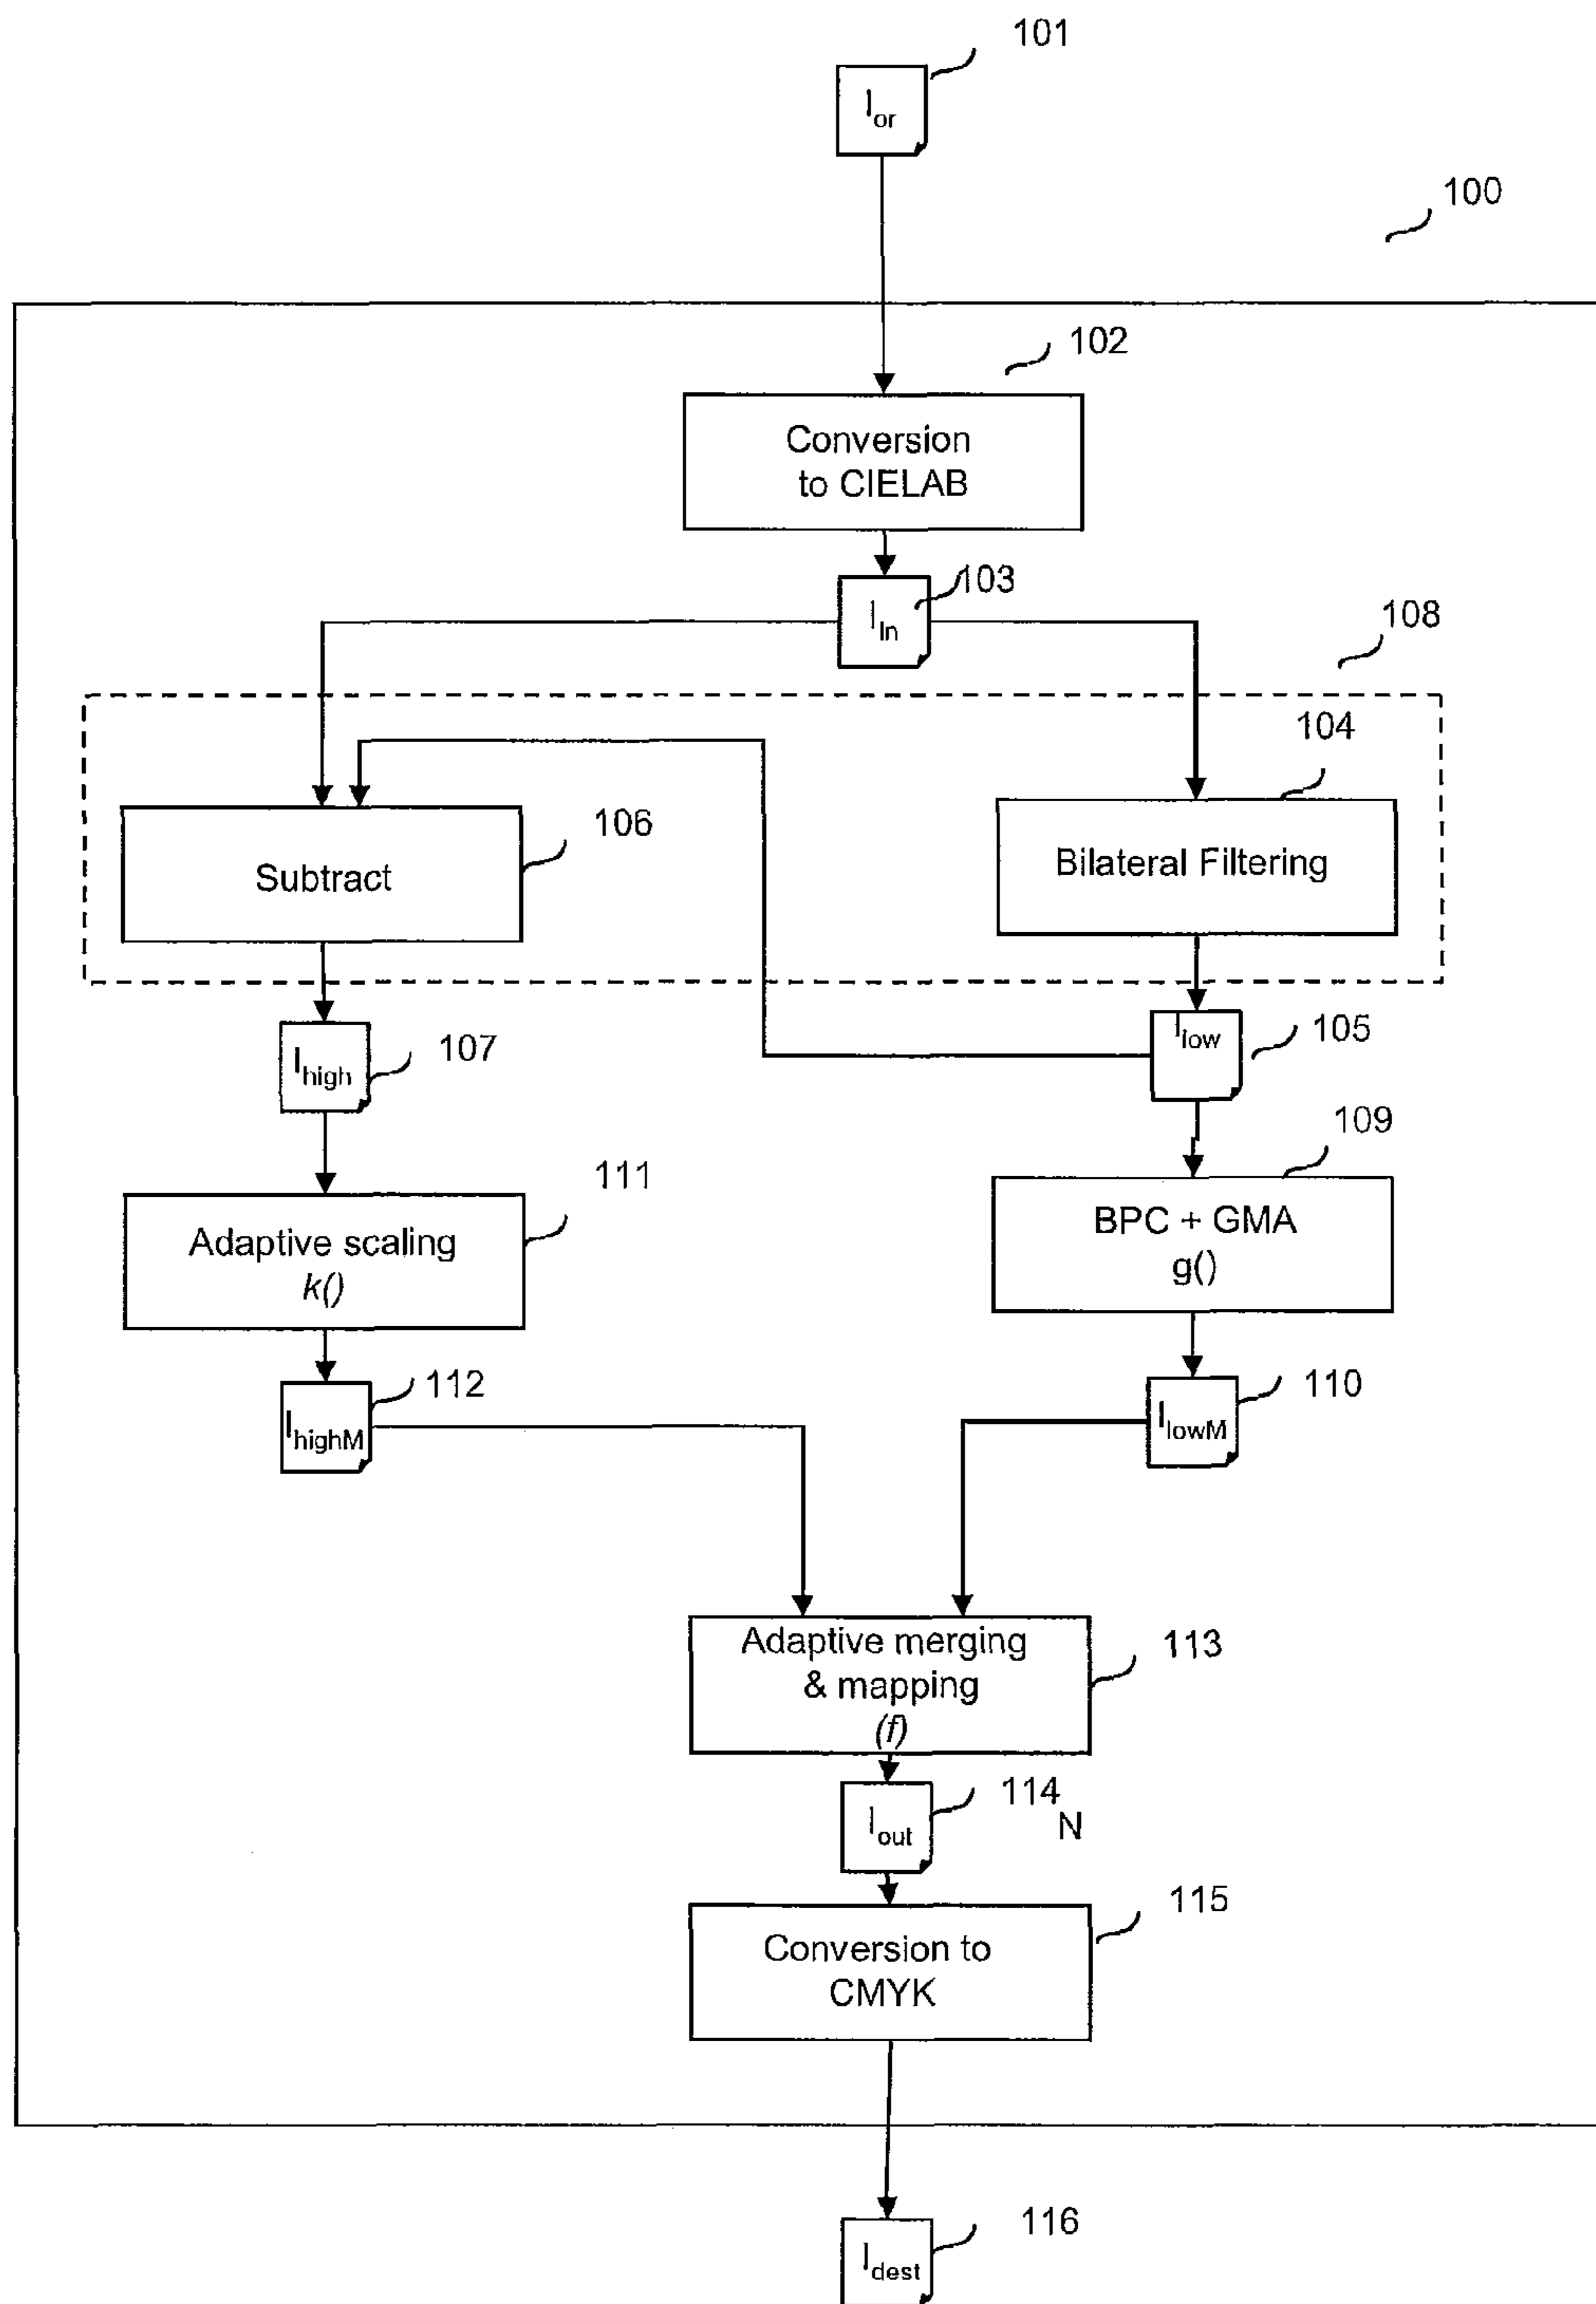 101
I_or
100
102
Conversion
to CIELAB
103
I_In
108
104
106
Subtract
Bilateral Filtering
I_high
107
I_low
105
109
111
Adaptive scaling
k()
BPC + GMA
g()
112
I_highM
110
I_lowM
Adaptive merging
& mapping
(f)
113
114
N
I_out
115
Conversion to
CMYK
116
I_dest